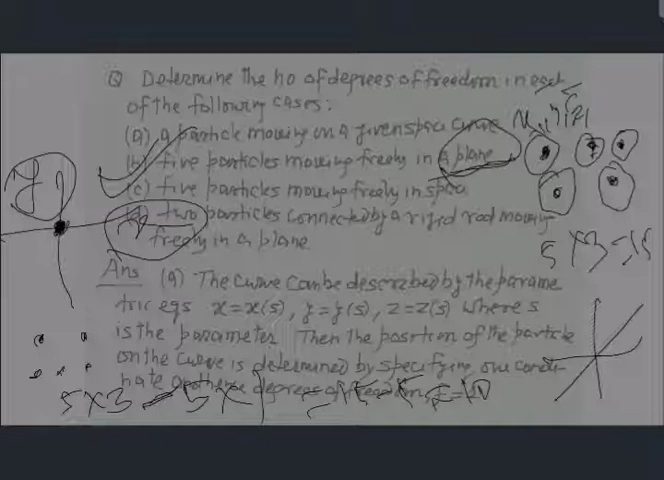 Q Determine the no of degrees of freedom in each
of the following cases:
(a) a particle moving on a given space curve
(b) five particles moving freely in a plane
(c) five particles moving freely in space
two particles connected by a rigid rod moving
freely in a plane
Ans (a) The curve can be described by the parame
tric eqs x=x(s), y=y(s), z=z(s) where s
is the parameter. Then the position of the particle
on the curve is determined by specifying one coordi-
nate
5 X 3 = 15
5 X 3